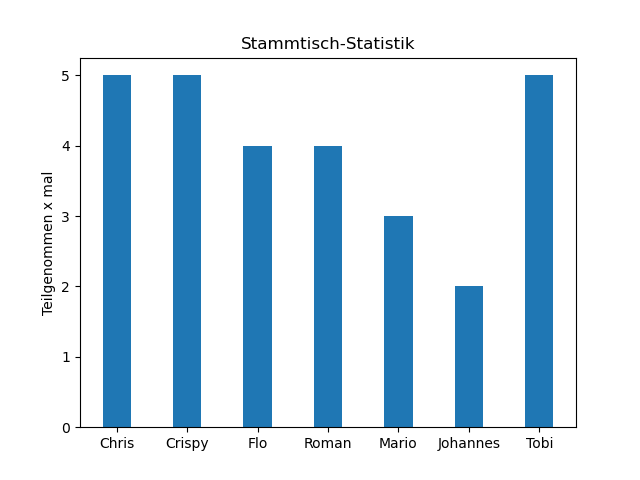 Stammtisch-Statistik
Teilgenommen x mal
5
4
3
2
1
0
Chris Crispy Flo Roman Mario Johannes Tobi